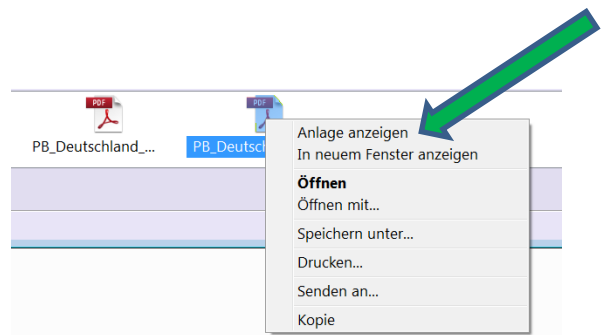 PDF
PDF
PB_Deutschland_...
PB_Deutsch
Anlage anzeigen
In neuem Fenster anzeigen
Öffnen
Öffnen mit...
Speichern unter...
Drucken...
Senden an...
Kopie